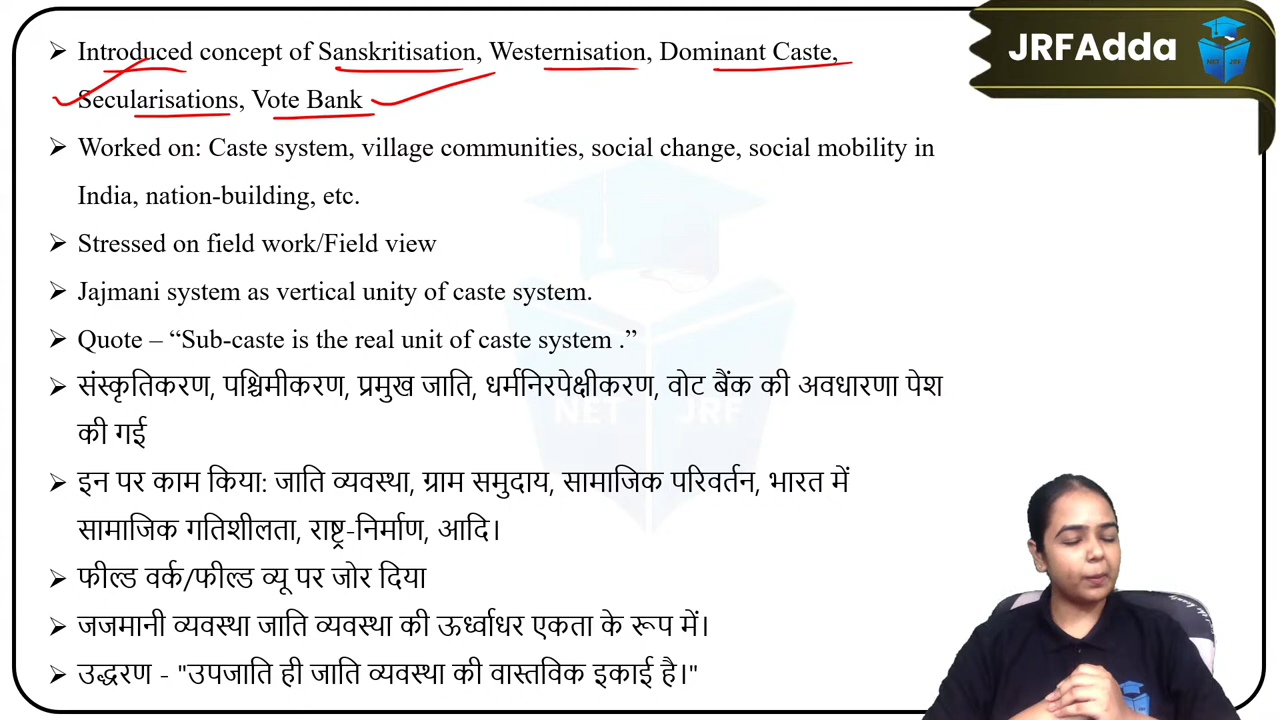 Introduced concept of Sanskritisation, Westernisation, Dominant Caste,
Secularisations, Vote Bank
Worked on: Caste system, village communities, social change, social mobility in
India, nation-building, etc.
Stressed on field work/Field view
Jajmani system as vertical unity of caste system.
Quote – “Sub-caste is the real unit of caste system .”
संस्कृतिकरण, पश्चिमीकरण, प्रमुख जाति, धर्मनिरपेक्षीकरण, वोट बैंक की अवधारणा पेश
की गई
इन पर काम किया: जाति व्यवस्था, ग्राम समुदाय, सामाजिक परिवर्तन, भारत में
सामाजिक गतिशीलता, राष्ट्र-निर्माण, आदि।
फील्ड वर्क/फील्ड व्यू पर जोर दिया
जजमानी व्यवस्था जाति व्यवस्था की ऊर्ध्वाधर एकता के रूप में।
उद्धरण - "उपजाति ही जाति व्यवस्था की वास्तविक इकाई है।"
JRFAdda
NET JRF
NET JRF